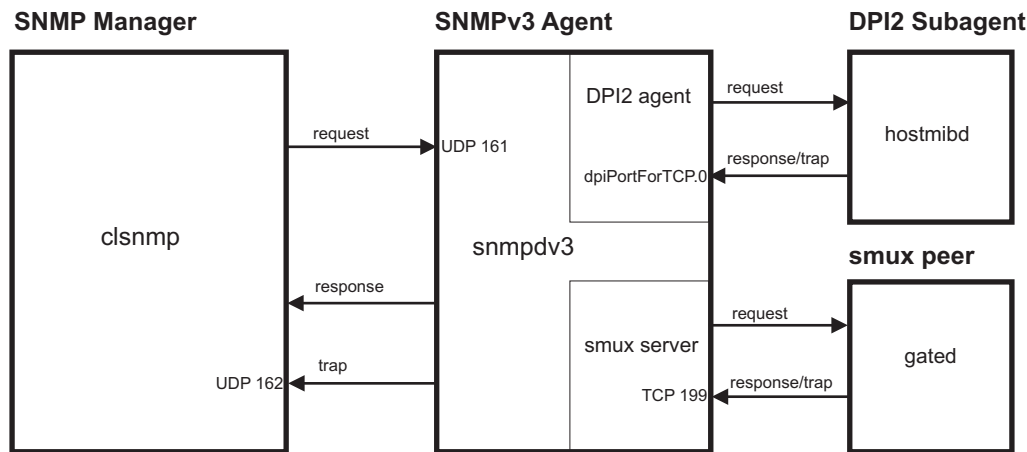 SNMP Manager
SNMPv3 Agent
DPI2 Subagent
request
DPI2 agent
request
UDP 161
hostmibd
response/trap
dpiPortForTCP.0
clsnmp
snmpdv3
smux peer
response
request
smux server
gated
trap
UDP 162
response/trap
TCP 199